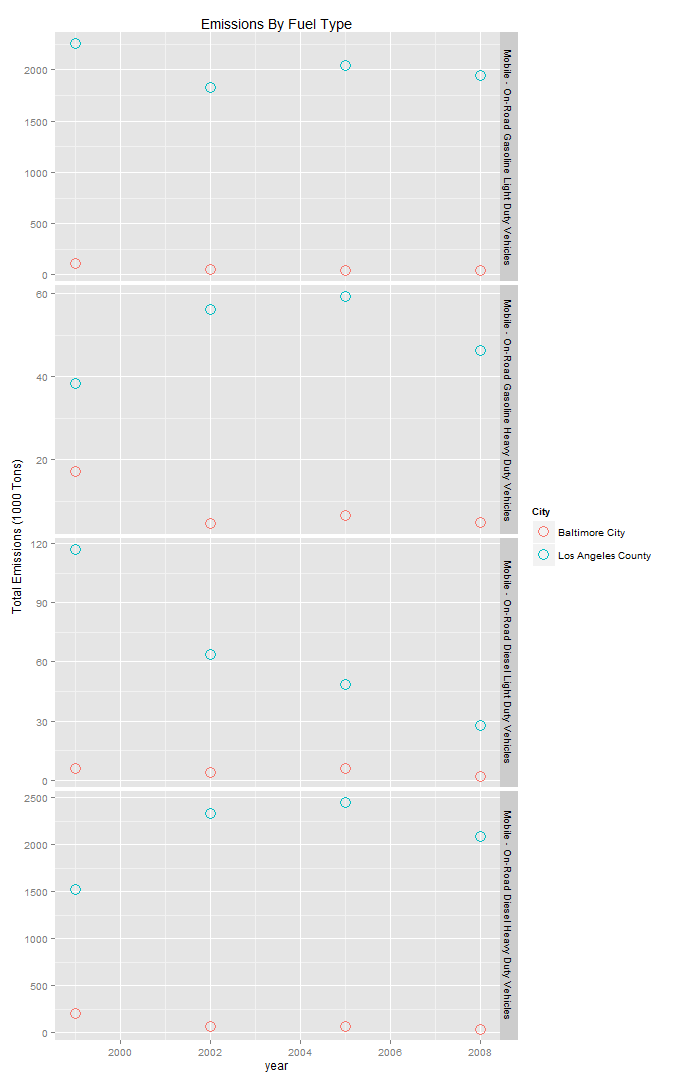 Emissions By Fuel Type
Total Emissions (1000 Tons)
2000
1500
1000
500
0
Mobile - On-Road Gasoline Light Duty Vehicles
60
40
20
Mobile - On-Road Gasoline Heavy Duty Vehicles
120
90
60
30
0
Mobile - On-Road Diesel Light Duty Vehicles
2500
2000
1500
1000
500
0
Mobile - On-Road Diesel Heavy Duty Vehicles
2000 2002 2004 2006 2008
year
City
Baltimore City
Los Angeles County